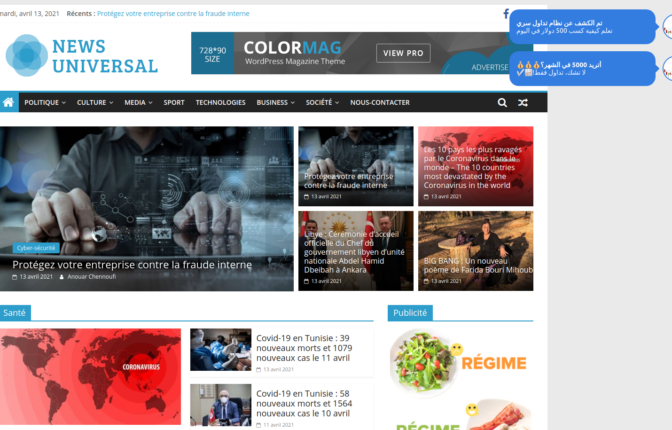 mardi, avril 13, 2021 Récents : Protégez votre entreprise contre la fraude interne
تم الكشف عن نظام تداول سري
تعلم كيفية كسب 500 دولار في اليوم
أتريد 5000 في الشهر؟
لا تشك، تداول فقط!
NEWS
UNIVERSAL
728*90
SIZE
COLORMAG
WordPress Magazine Theme
VIEW PRO
ADVERTISE
POLITIQUE CULTURE MEDIA SPORT TECHNOLOGIES BUSINESS SOCIÉTÉ NOUS-CONTACTER
Cyber-sécurité
Protégez votre entreprise contre la fraude interne
13 avril 2021 Anouar Chennoufi
Protégez votre entreprise
contre la fraude interne
13 avril 2021
Les 10 pays les plus ravagés
par le Coronavirus dans le
monde – The 10 countries
most devastated by the
Coronavirus in the world
13 avril 2021
Libye : Cérémonie d'accueil
officielle du Chef du
gouvernement libyen d'unité
nationale Abdel Hamid
Dbeibah à Ankara
13 avril 2021
BIG BANG : Un nouveau
poème de Farida Bouri Mihoub
13 avril 2021
Santé
CORONAVIRUS
Covid-19 en Tunisie : 39
nouveaux morts et 1079
nouveaux cas le 11 avril
13 avril 2021
Covid-19 en Tunisie : 58
nouveaux morts et 1564
nouveaux cas le 10 avril
11 avril 2021
Publicité
RÉGIME
RÉGIME